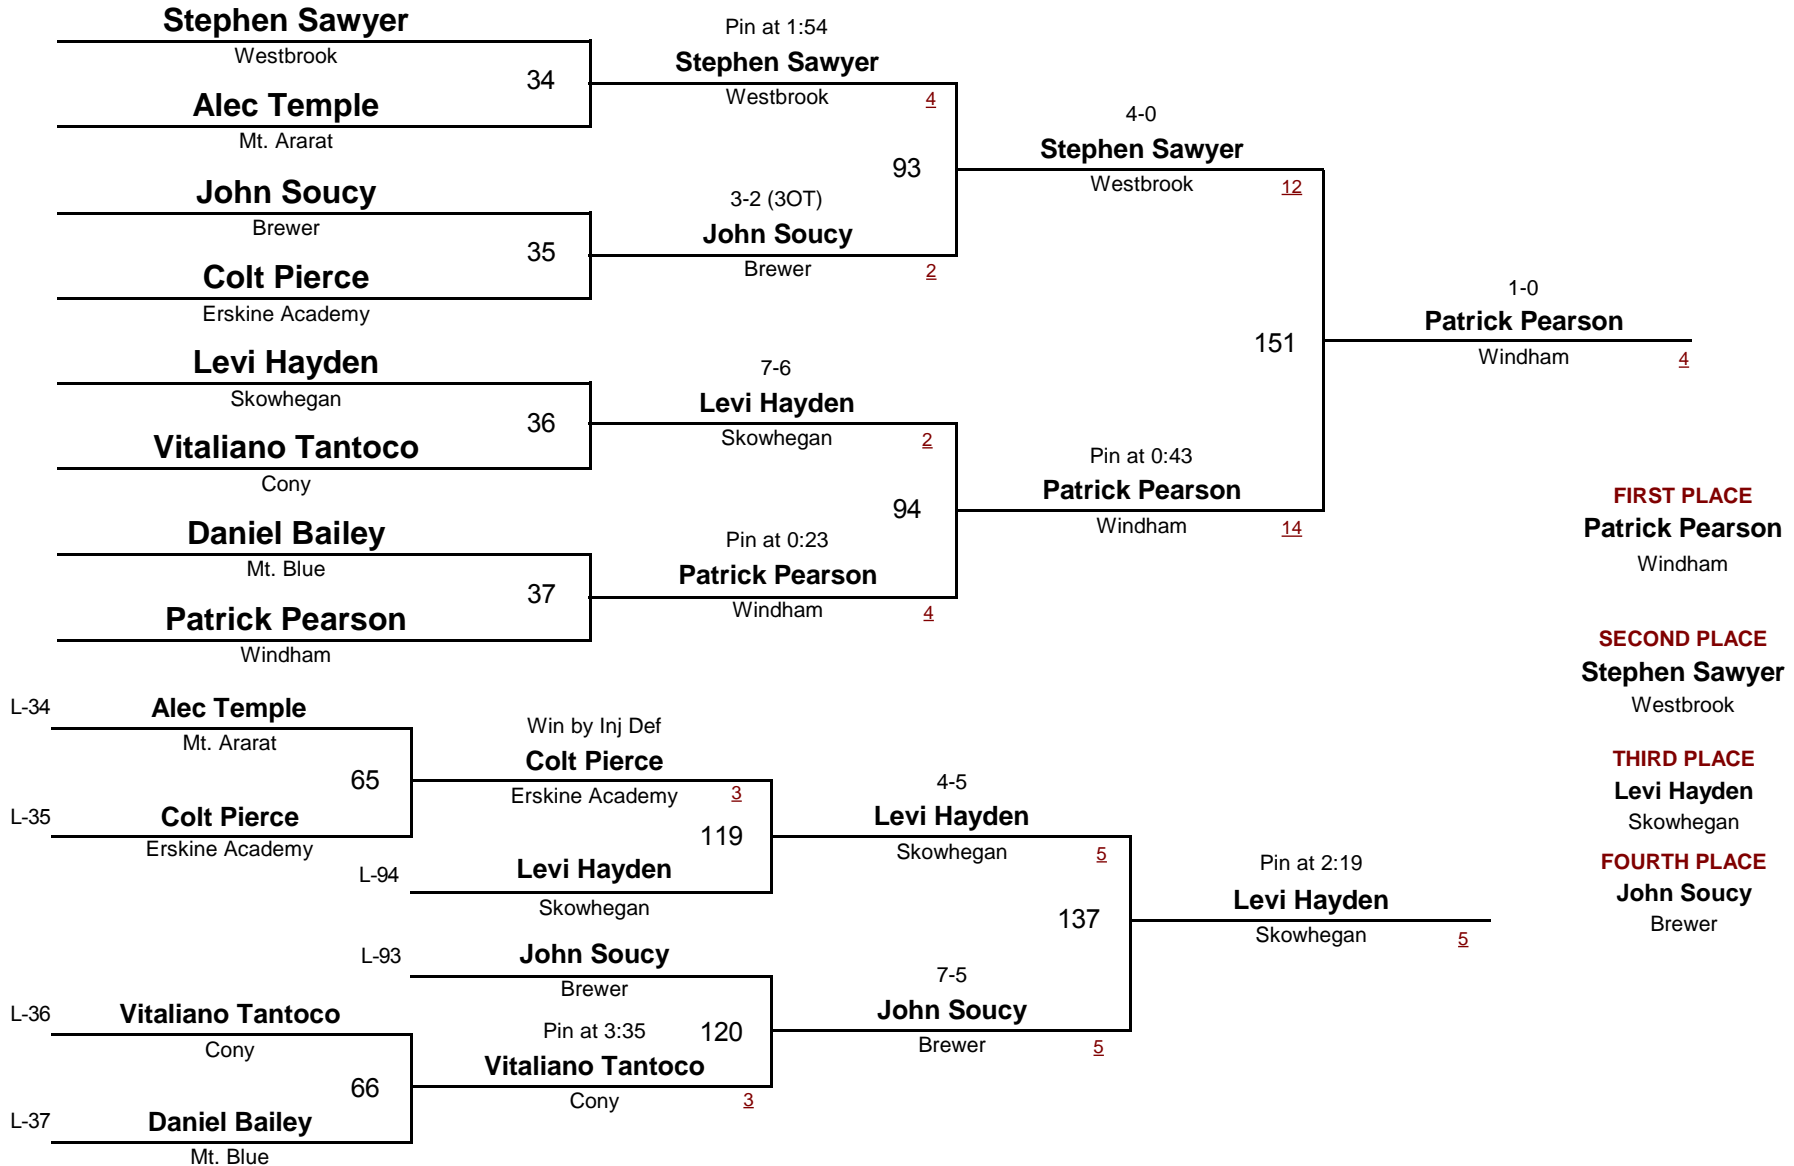 Stephen Sawyer
Westbrook
34
Alec Temple
Mt. Ararat
John Soucy
Brewer
35
Colt Pierce
Erskine Academy
Levi Hayden
Skowhegan
36
Vitaliano Tantoco
Cony
Daniel Bailey
Mt. Blue
37
Patrick Pearson
Windham
Pin at 1:54
Stephen Sawyer
Westbrook 4
93
3-2 (3OT)
John Soucy
Brewer 2
7-6
Levi Hayden
Skowhegan 2
94
Pin at 0:23
Patrick Pearson
Windham 4
4-0
Stephen Sawyer
Westbrook 12
151
Pin at 0:43
Patrick Pearson
Windham 14
1-0
Patrick Pearson
Windham 4
FIRST PLACE
Patrick Pearson
Windham
SECOND PLACE
Stephen Sawyer
Westbrook
THIRD PLACE
Levi Hayden
Skowhegan
FOURTH PLACE
John Soucy
Brewer
L-34 Alec Temple
Mt. Ararat
65
L-35 Colt Pierce
Erskine Academy
L-36 Vitaliano Tantoco
Cony
66
L-37 Daniel Bailey
Mt. Blue
Win by Inj Def
Colt Pierce
Erskine Academy 3
119
L-94 Levi Hayden
Skowhegan
L-93 John Soucy
Brewer
Pin at 3:35 120
Vitaliano Tantoco
Cony 3
4-5
Levi Hayden
Skowhegan 5
137
7-5
John Soucy
Brewer 5
Pin at 2:19
Levi Hayden
Skowhegan 5